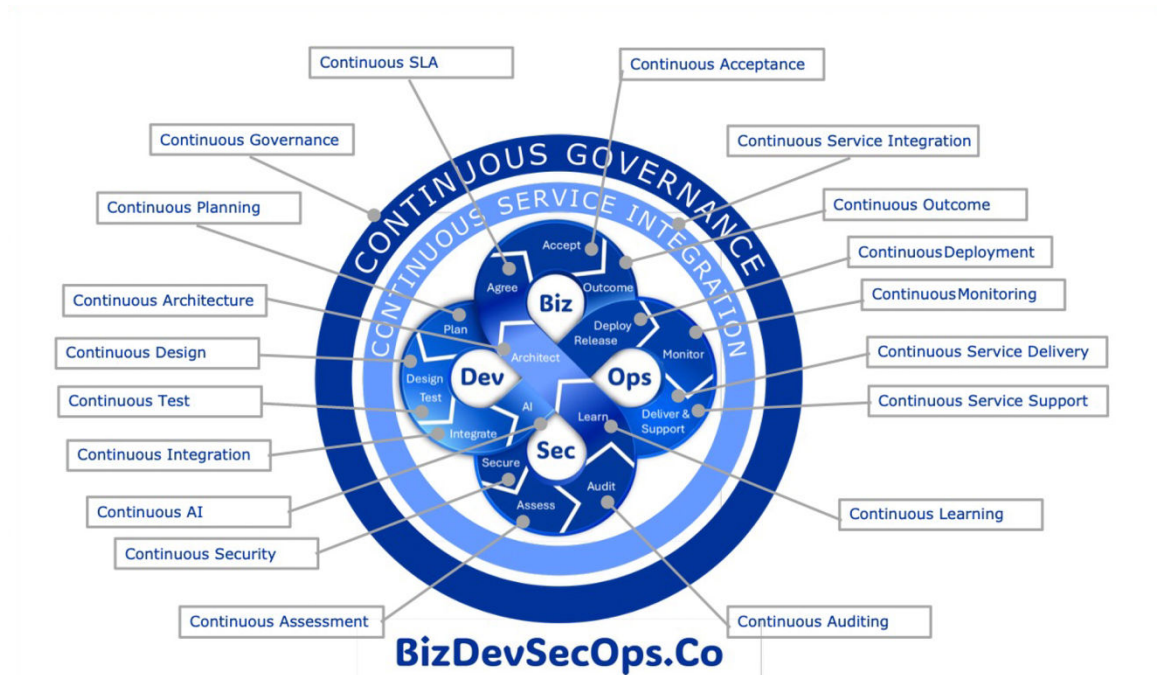 Continuous SLA
Continuous Acceptance
Continuous Governance
Continuous Service Integration
Continuous Planning
Continuous Outcome
Continuous Deployment
Continuous Architecture
Continuous Monitoring
Continuous Design
Continuous Service Delivery
Continuous Test
Continuous Service Support
Continuous Integration
Continuous AI
Continuous Learning
Continuous Security
Continuous Assessment
Continuous Auditing
CONTINUOUS GOVERNANCE
CONTINUOUS SERVICE INTEGRATION
Accept
Agree
Outcome
Biz
Plan
Deploy
Release
Architect
Monitor
Design
Dev
Ops
Test
AI
Learn
Deliver &
Support
Integrate
Sec
Secure
Audit
Assess
BizDevSecOps.Co